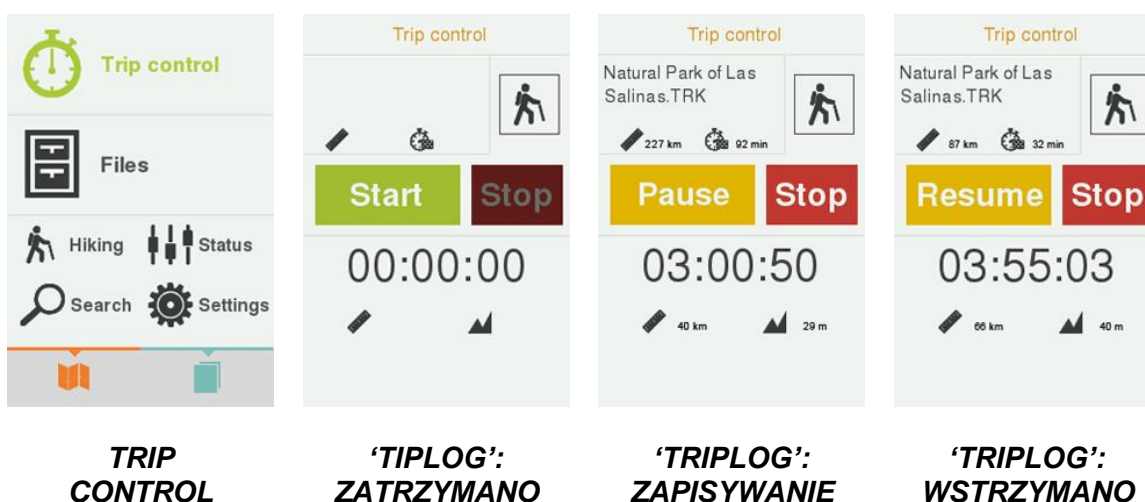 Trip control
Files
Hiking
Status
Search
Settings
Trip control
Start
Stop
00:00:00
Trip control
Natural Park of Las
Salinas.TRK
227 km
92 min
Pause
Stop
03:00:50
40 km
29 m
Trip control
Natural Park of Las
Salinas.TRK
87 km
32 min
Resume
Stop
03:55:03
66 km
40 m
TRIP
CONTROL
‘TIPLOG’:
ZATRZYMANO
‘TRIPLOG’:
ZAPISYWANIE
‘TRIPLOG’:
WSTRZYMANO